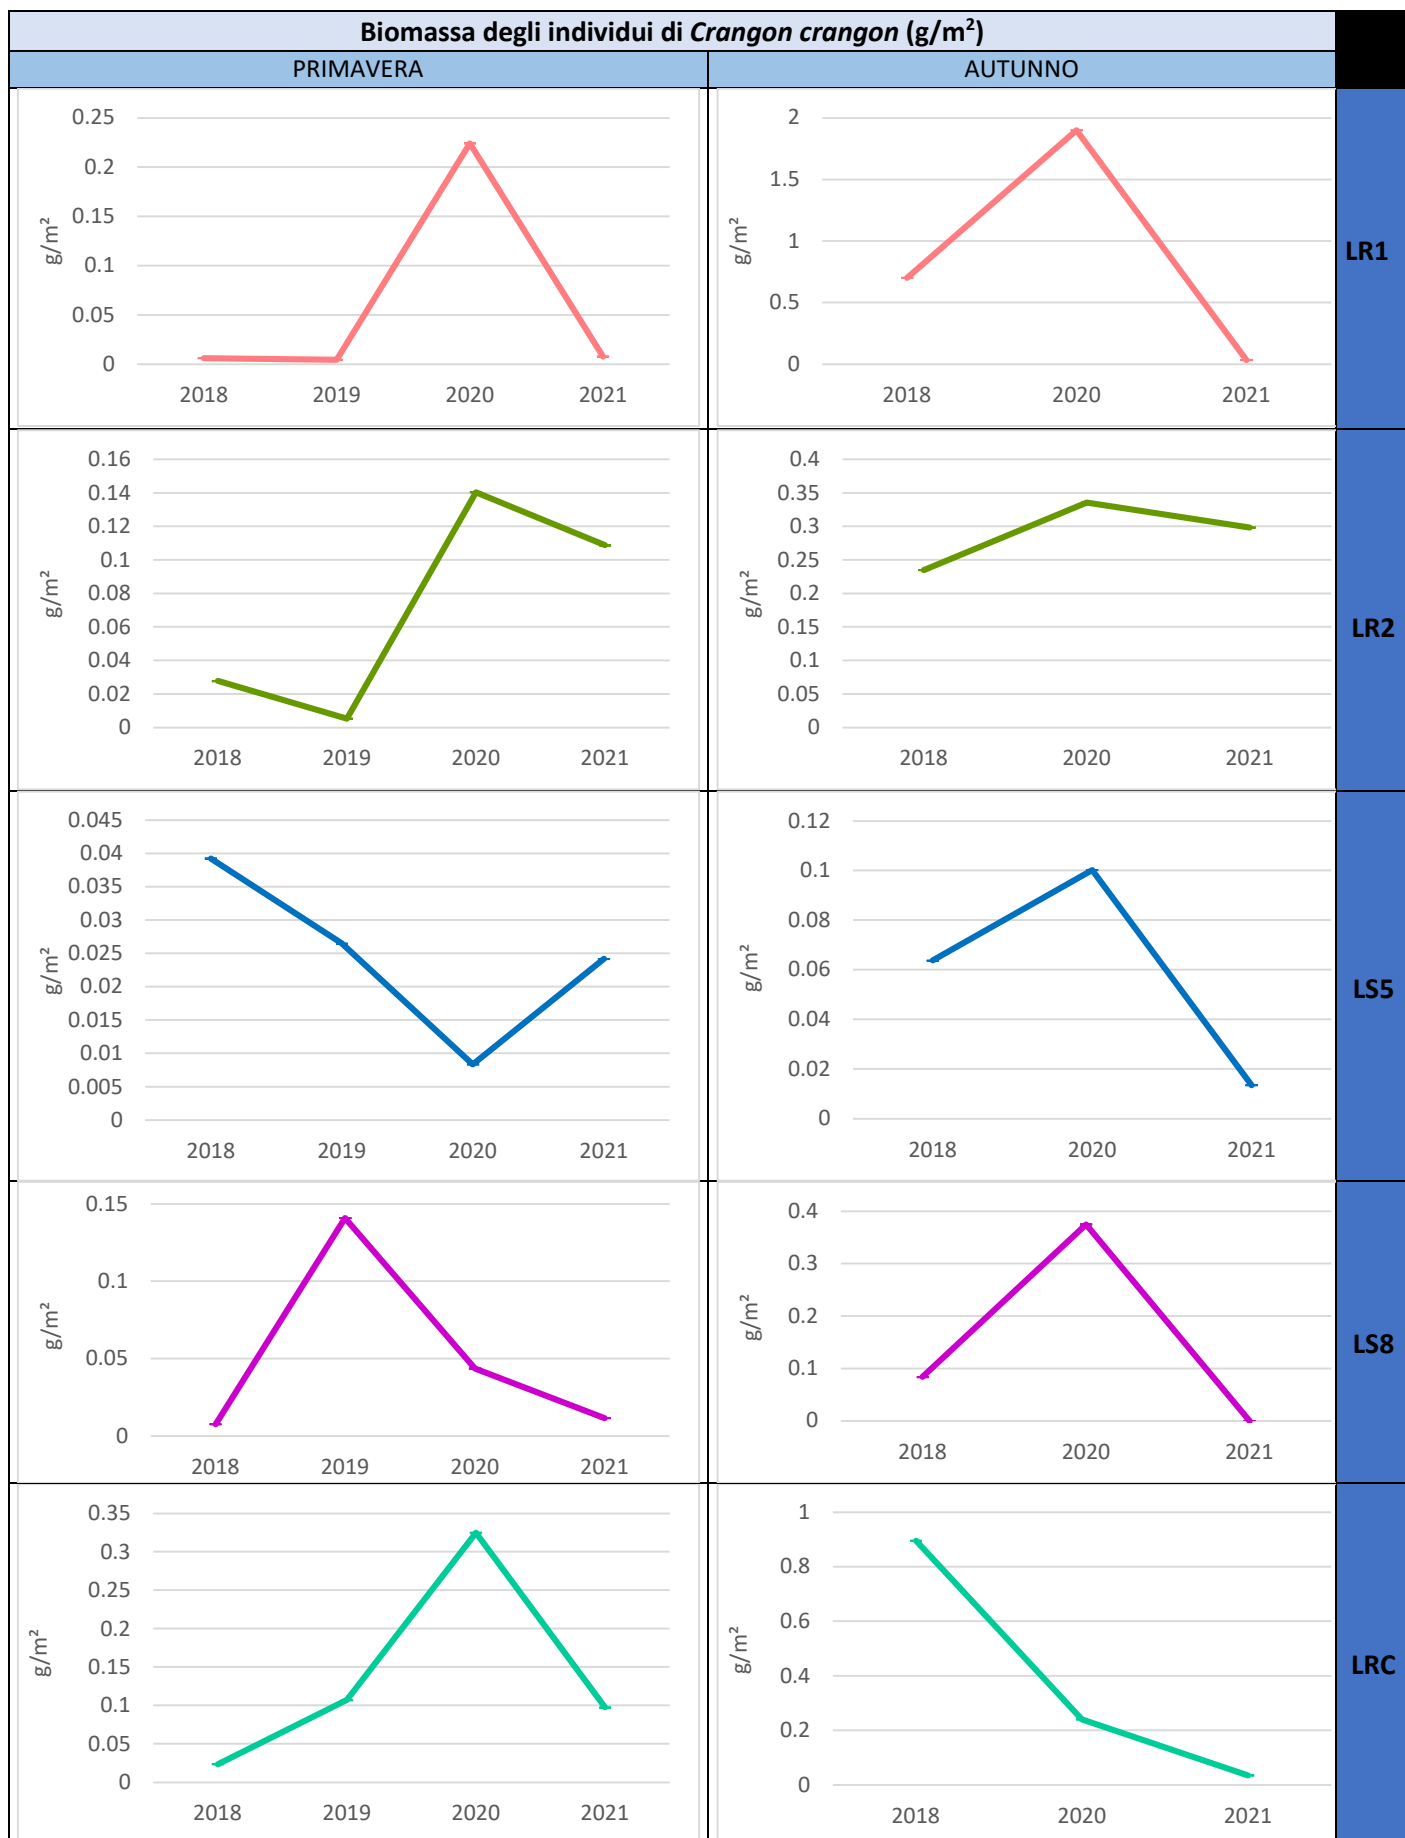 Biomassa degli individui di Crangon crangon (g/m²)
PRIMAVERA
AUTUNNO
0.25
0.2
0.15
0.1
0.05
0
g/m²
2018 2019 2020 2021
2
1.5
1
0.5
0
g/m²
2018 2020 2021
LR1
0.16
0.14
0.12
0.1
0.08
0.06
0.04
0.02
0
g/m²
2018 2019 2020 2021
0.4
0.35
0.3
0.25
0.2
0.15
0.1
0.05
0
g/m²
2018 2020 2021
LR2
0.045
0.04
0.035
0.03
0.025
0.02
0.015
0.01
0.005
0
g/m²
2018 2019 2020 2021
0.12
0.1
0.08
0.06
0.04
0.02
0
g/m²
2018 2020 2021
LS5
0.15
0.1
0.05
0
g/m²
2018 2019 2020 2021
0.4
0.3
0.2
0.1
0
g/m²
2018 2020 2021
LS8
0.35
0.3
0.25
0.2
0.15
0.1
0.05
0
g/m²
2018 2019 2020 2021
1
0.8
0.6
0.4
0.2
0
g/m²
2018 2020 2021
LRC